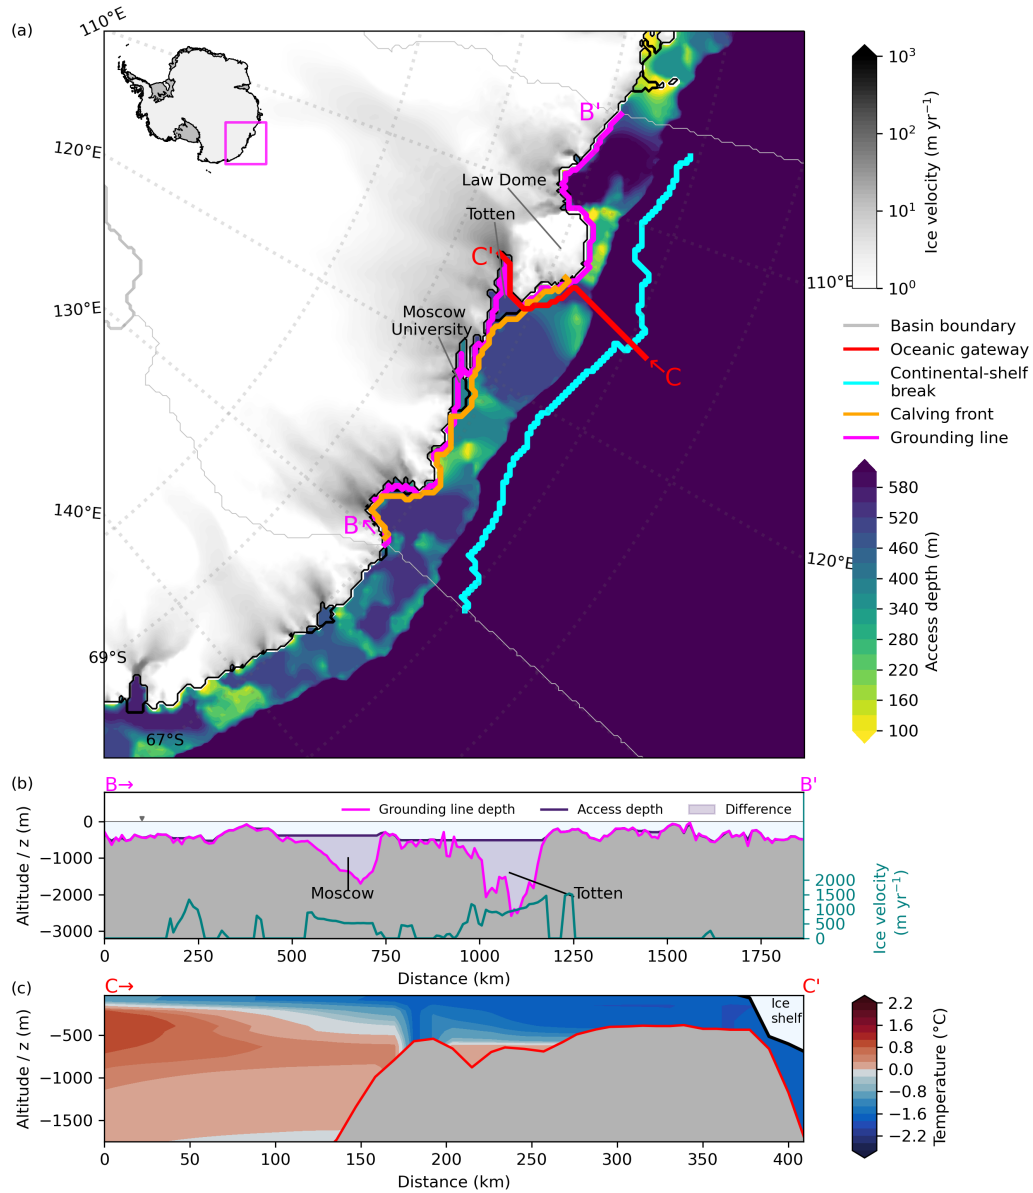 (a)
110°E
120°E
130°E
140°E
69°S
67°S
110°E
120°E
B'
Law Dome
Totten
C'
Moscow
University
←C
B↖
10³
10²
10¹
10⁰
Ice velocity (m yr⁻¹)
Basin boundary
Oceanic gateway
Continental-shelf
break
Calving front
Grounding line
580
520
460
400
340
280
220
160
100
Access depth (m)
(b)
B→
B'
Grounding line depth
Access depth
Difference
Altitude / z (m)
0
−1000
−2000
−3000
Moscow
Totten
2000
1500
1000
500
0
Ice velocity
(m yr⁻¹)
0
250
500
750
1000
1250
1500
1750
Distance (km)
(c)
C→
C'
Altitude / z (m)
−500
−1000
−1500
Ice
shelf
0
50
100
150
200
250
300
350
400
Distance (km)
2.2
1.6
0.8
0.0
−0.8
−1.6
−2.2
Temperature (°C)